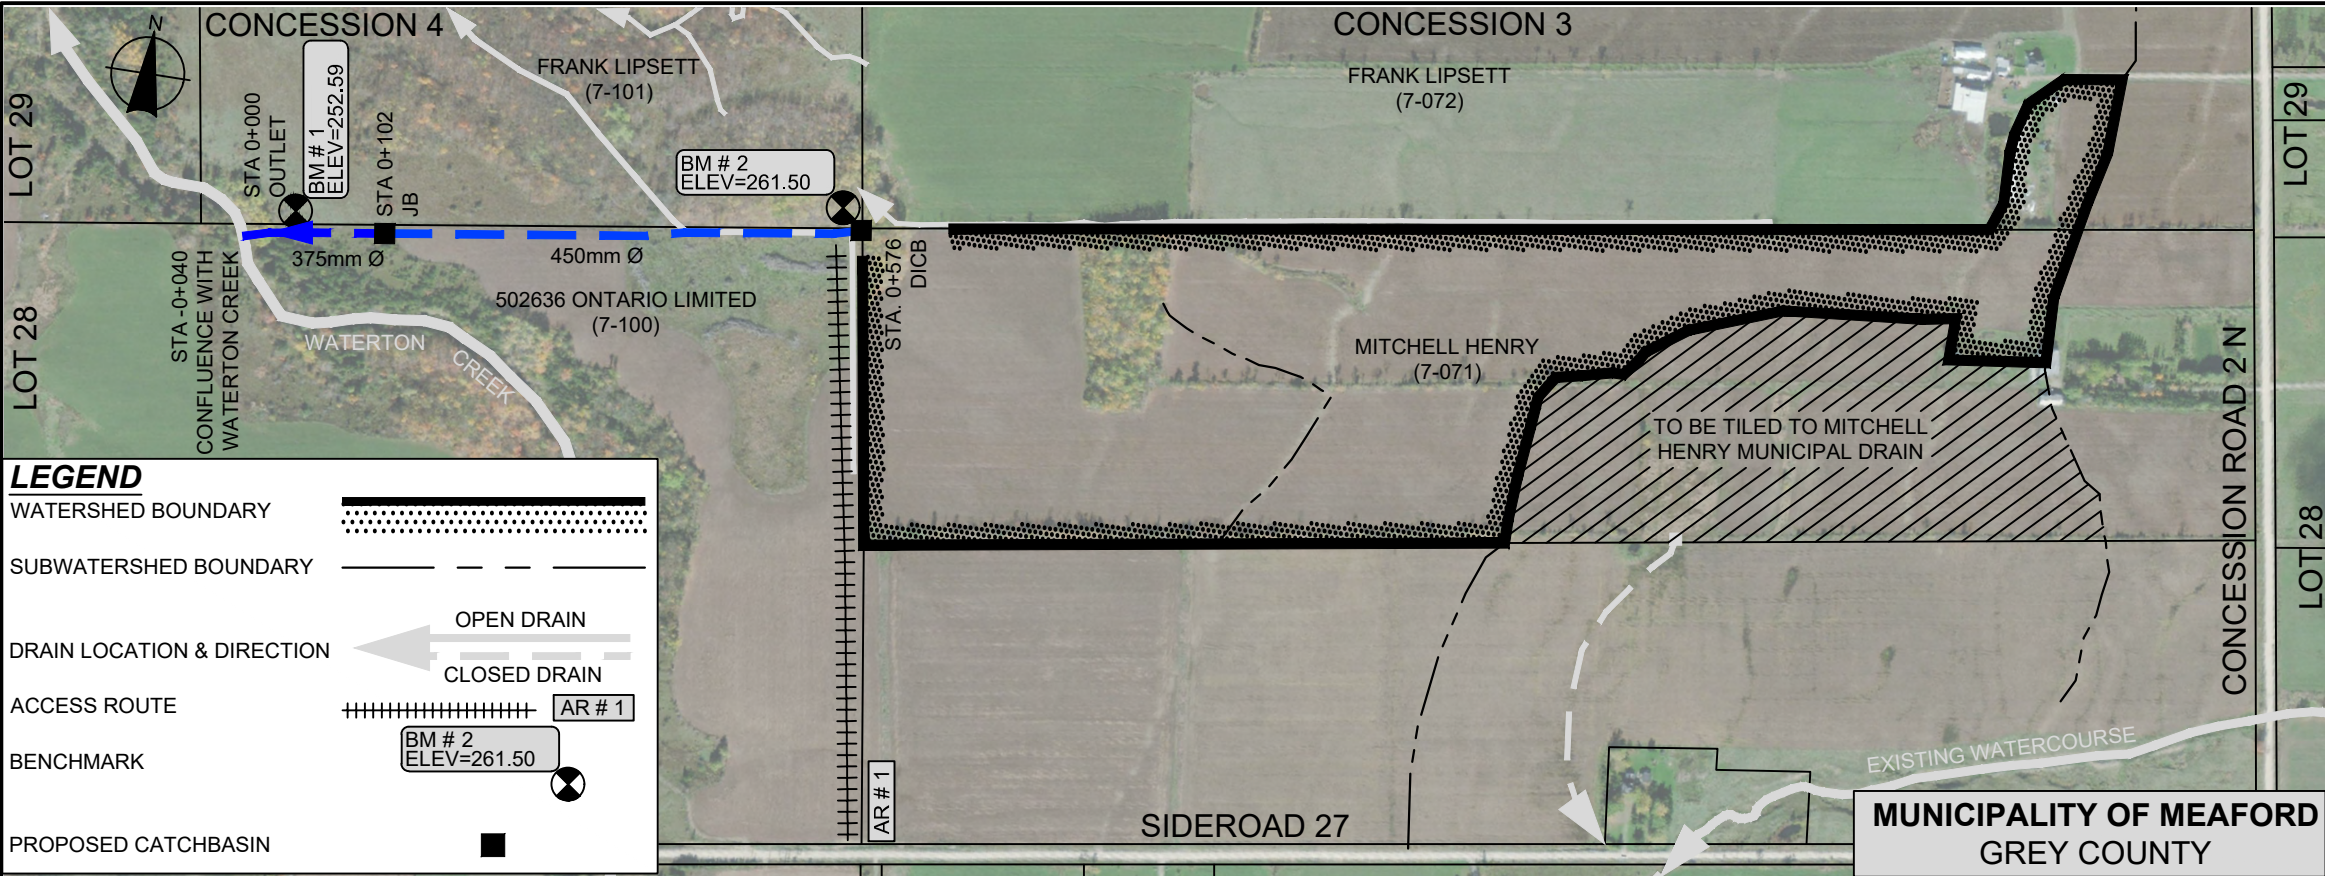 CONCESSION 4
CONCESSION 3
N
LOT 29
LOT 28
STA 0+000
OUTLET
BM # 1
ELEV=252.59
STA 0+102
JB
FRANK LIPSETT
(7-101)
BM # 2
ELEV=261.50
FRANK LIPSETT
(7-072)
LOT 29
STA -0+040
CONFLUENCE WITH
WATERTON CREEK
375mm Ø
450mm Ø
502636 ONTARIO LIMITED
(7-100)
WATERTON
CREEK
STA. 0+576
DICB
MITCHELL HENRY
(7-071)
TO BE TILED TO MITCHELL
HENRY MUNICIPAL DRAIN
CONCESSION ROAD 2 N
LOT 28
LEGEND
WATERSHED BOUNDARY
SUBWATERSHED BOUNDARY
DRAIN LOCATION & DIRECTION
OPEN DRAIN
CLOSED DRAIN
ACCESS ROUTE
AR # 1
BENCHMARK
BM # 2
ELEV=261.50
PROPOSED CATCHBASIN
AR # 1
SIDEROAD 27
EXISTING WATERCOURSE
MUNICIPALITY OF MEAFORD
GREY COUNTY